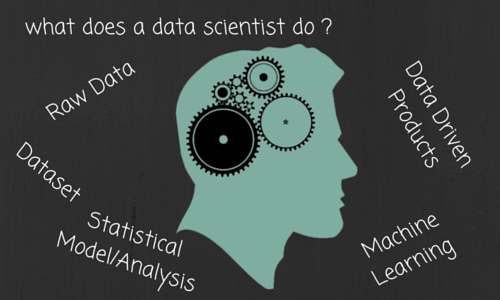 what does a data scientist do ?
Raw Data
Dataset
Statistical
Model/Analysis
Data Driven
Products
Machine
Learning